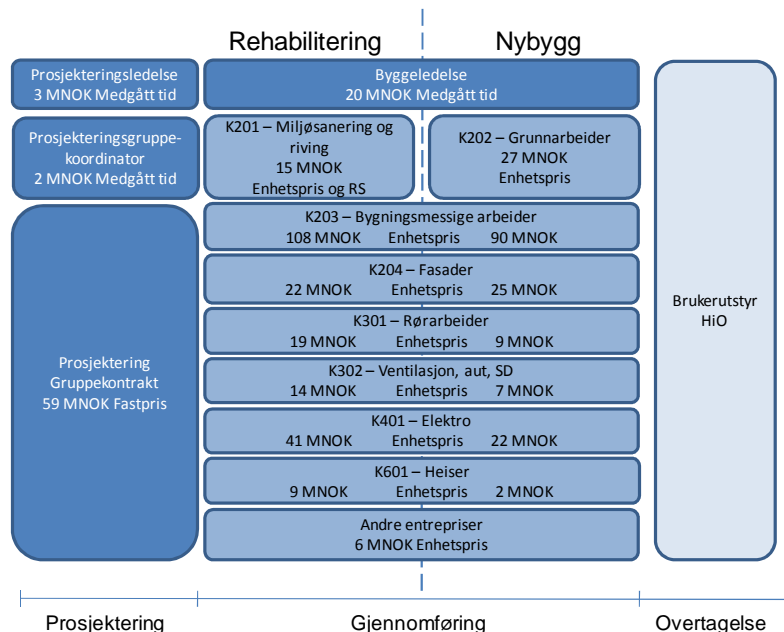 Rehabilitering
Nybygg
Prosjekteringsledelse
3 MNOK Medgått tid
Byggeledelse
20 MNOK Medgått tid
Prosjekteringsgruppe-
koordinator
2 MNOK Medgått tid
K201 – Miljøsanering og
riving
15 MNOK
Enhetspris og RS
K202 – Grunnarbeider
27 MNOK
Enhetspris
K203 – Bygningsmessige arbeider
108 MNOK Enhetspris 90 MNOK
K204 – Fasader
22 MNOK Enhetspris 25 MNOK
K301 – Rørarbeider
19 MNOK Enhetspris 9 MNOK
K302 – Ventilasjon, aut, SD
14 MNOK Enhetspris 7 MNOK
K401 – Elektro
41 MNOK Enhetspris 22 MNOK
K601 – Heiser
9 MNOK Enhetspris 2 MNOK
Andre entrepriser
6 MNOK Enhetspris
Prosjektering
Gruppekontrakt
59 MNOK Fastpris
Brukerutstyr
HiO
Prosjektering
Gjennomføring
Overtagelse